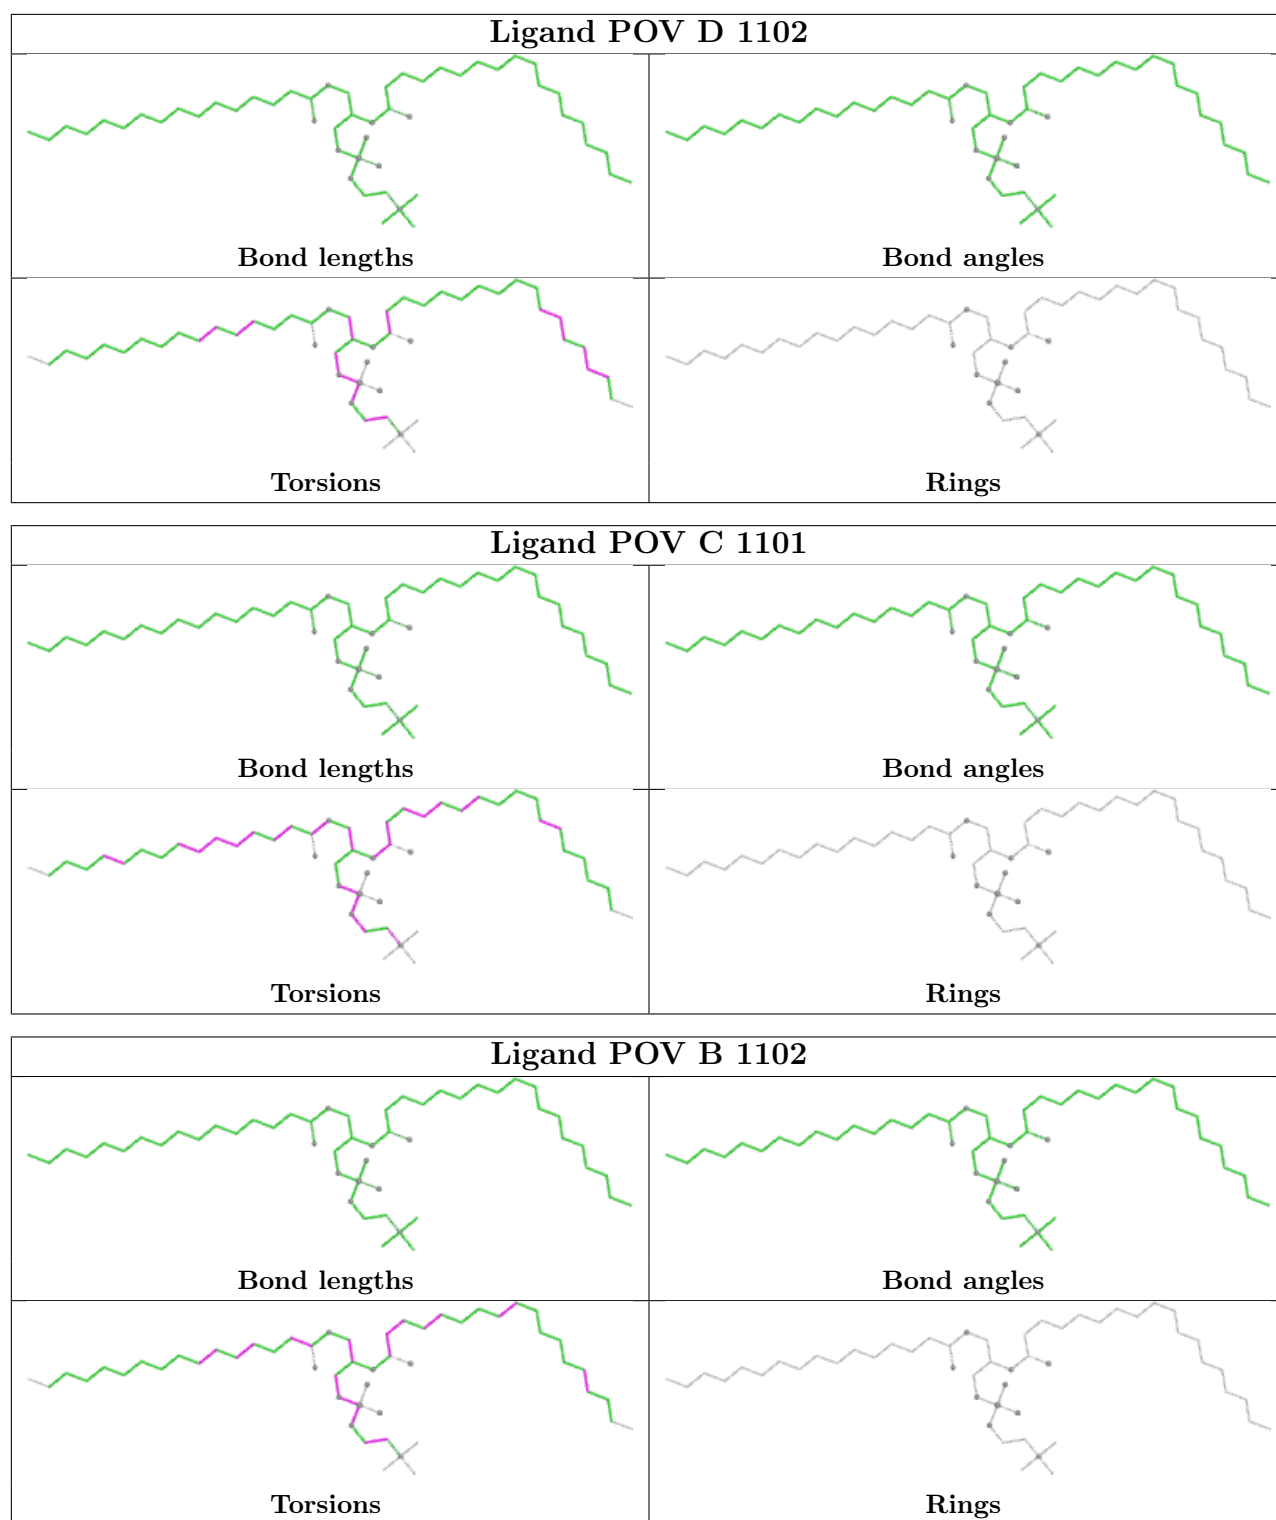 Ligand POV D 1102
Bond lengths
Bond angles
Torsions
Rings
Ligand POV C 1101
Bond lengths
Bond angles
Torsions
Rings
Ligand POV B 1102
Bond lengths
Bond angles
Torsions
Rings